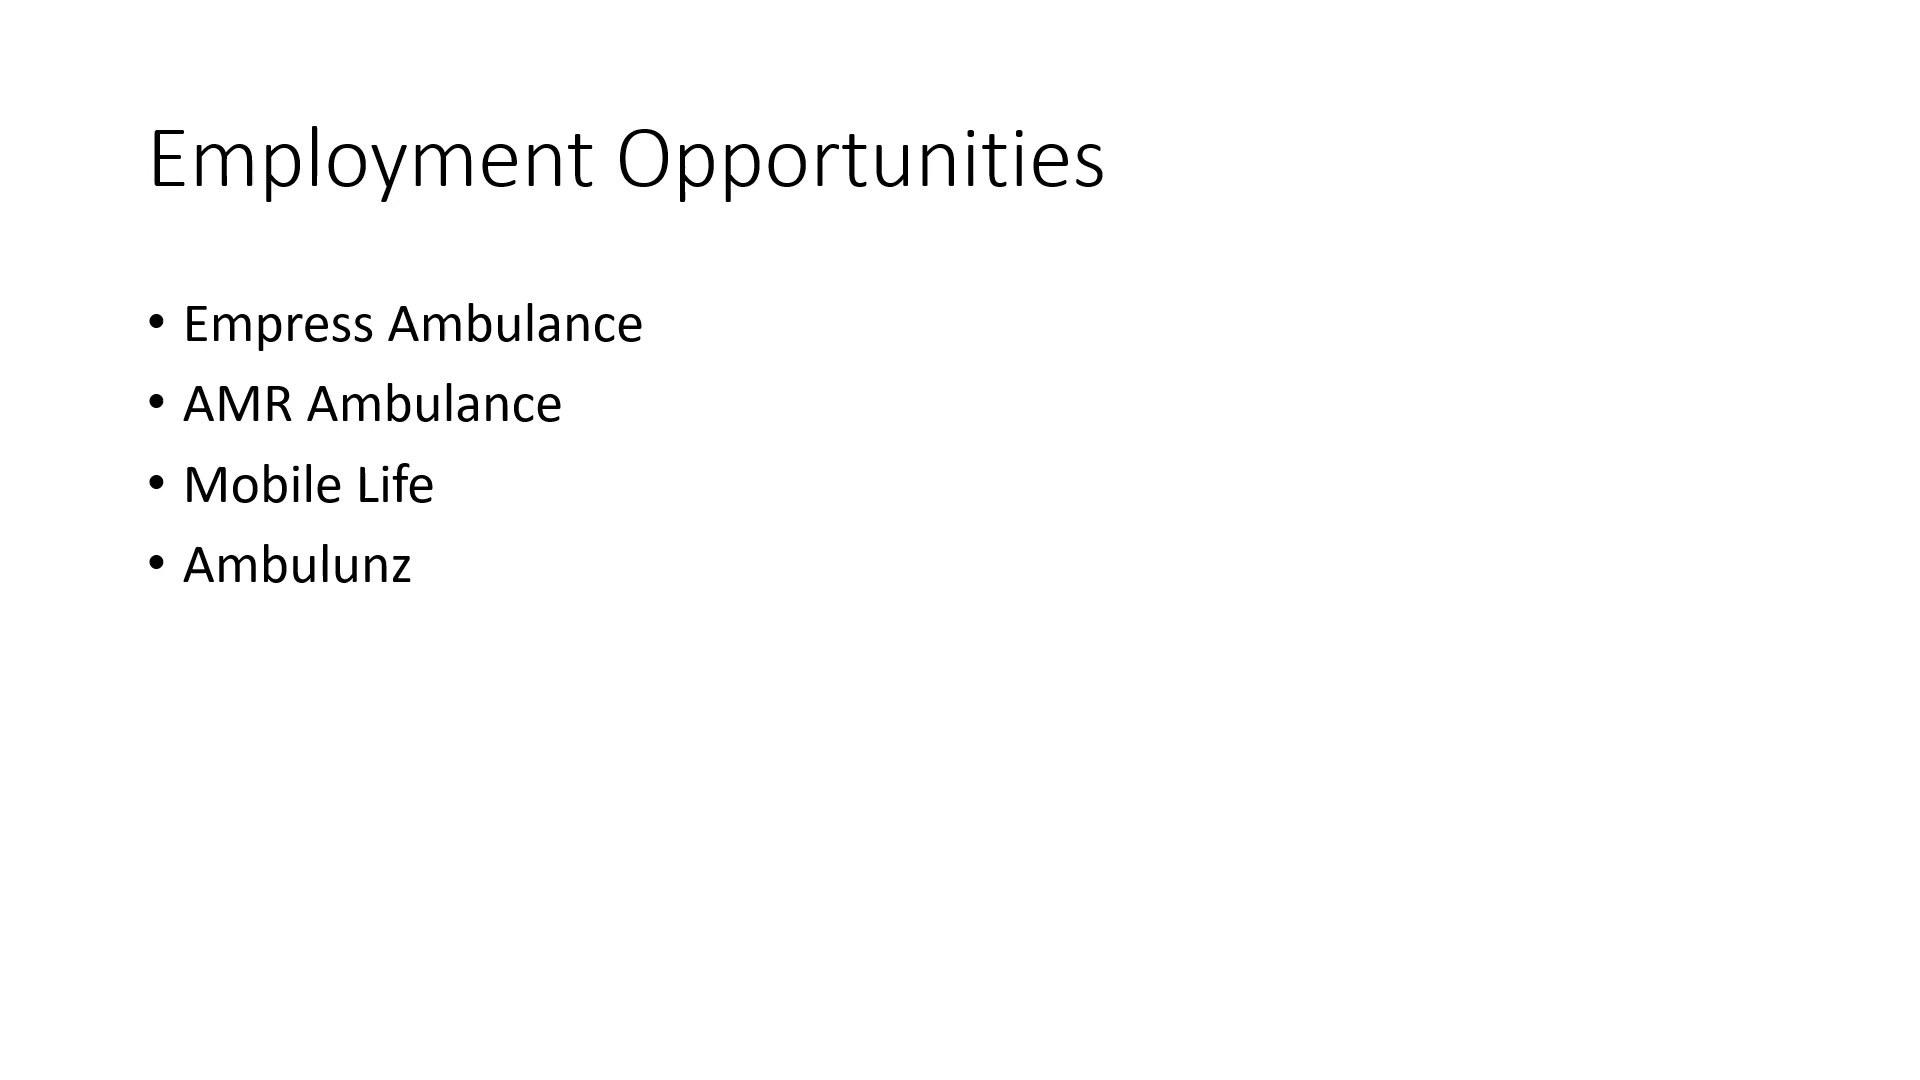 Employment Opportunities
• Empress Ambulance
• AMR Ambulance
• Mobile Life
• Ambulunz